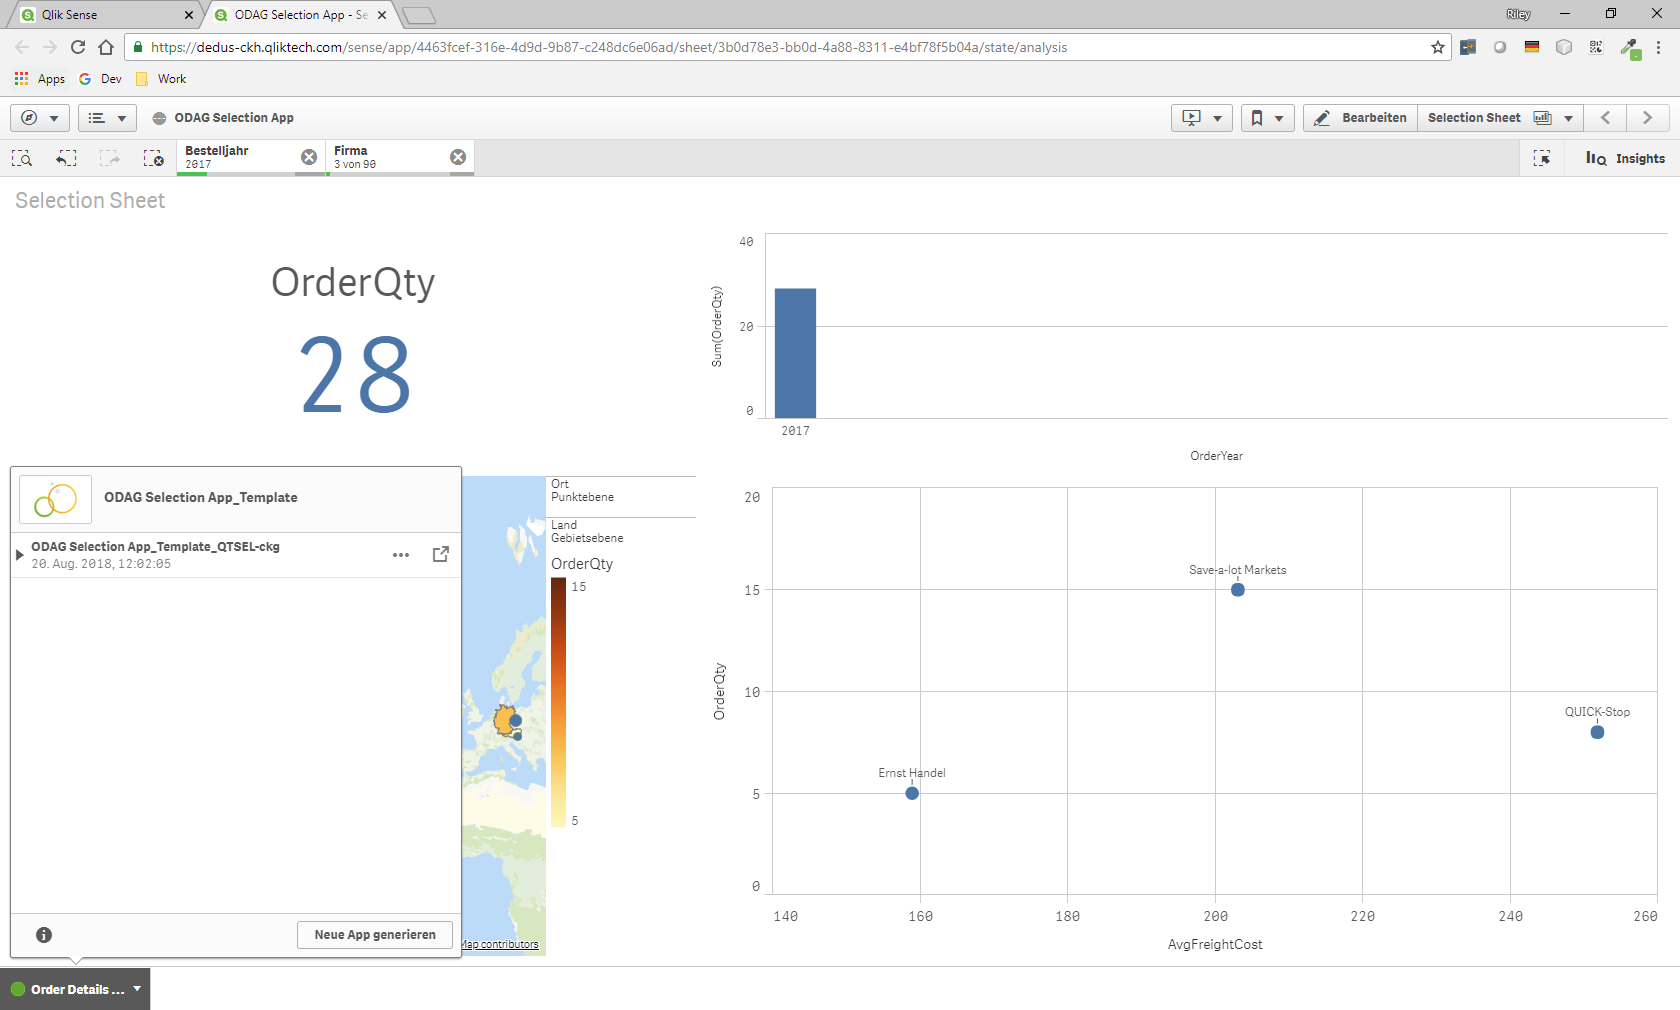 Qlik Sense
ODAG Selection App - Se
Riley
https://dedus-ckh.qliktech.com/sense/app/4463fcef-316e-4d9d-9b87-c248dc6e06ad/sheet/3b0d78e3-bb0d-4a88-8311-e4bf78f5b04a/state/analysis
Apps
Dev
Work
ODAG Selection App
Bearbeiten
Selection Sheet
Bestelljahr
2017
Firma
3 von 90
Insights
Selection Sheet
OrderQty
28
40
20
0
Sum(OrderQty)
2017
OrderYear
ODAG Selection App_Template
ODAG Selection App_Template_QTSEL-ckg
20. Aug. 2018, 12:02:05
Neue App generieren
Ort
Punktebene
Land
Gebietsebene
OrderQty
15
5
Map contributors
20
15
10
5
0
OrderQty
Save-a-lot Markets
QUICK-Stop
Ernst Handel
140
160
180
200
220
240
260
AvgFreightCost
Order Details ...